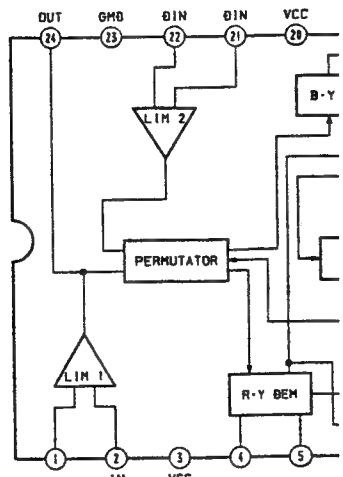 OUT GMD DIN DIN VCC
24 23 22 21 20
LIM 2
B-Y
PERMUTATOR
LIM 1
R-Y DEM
1 2 3 4 5